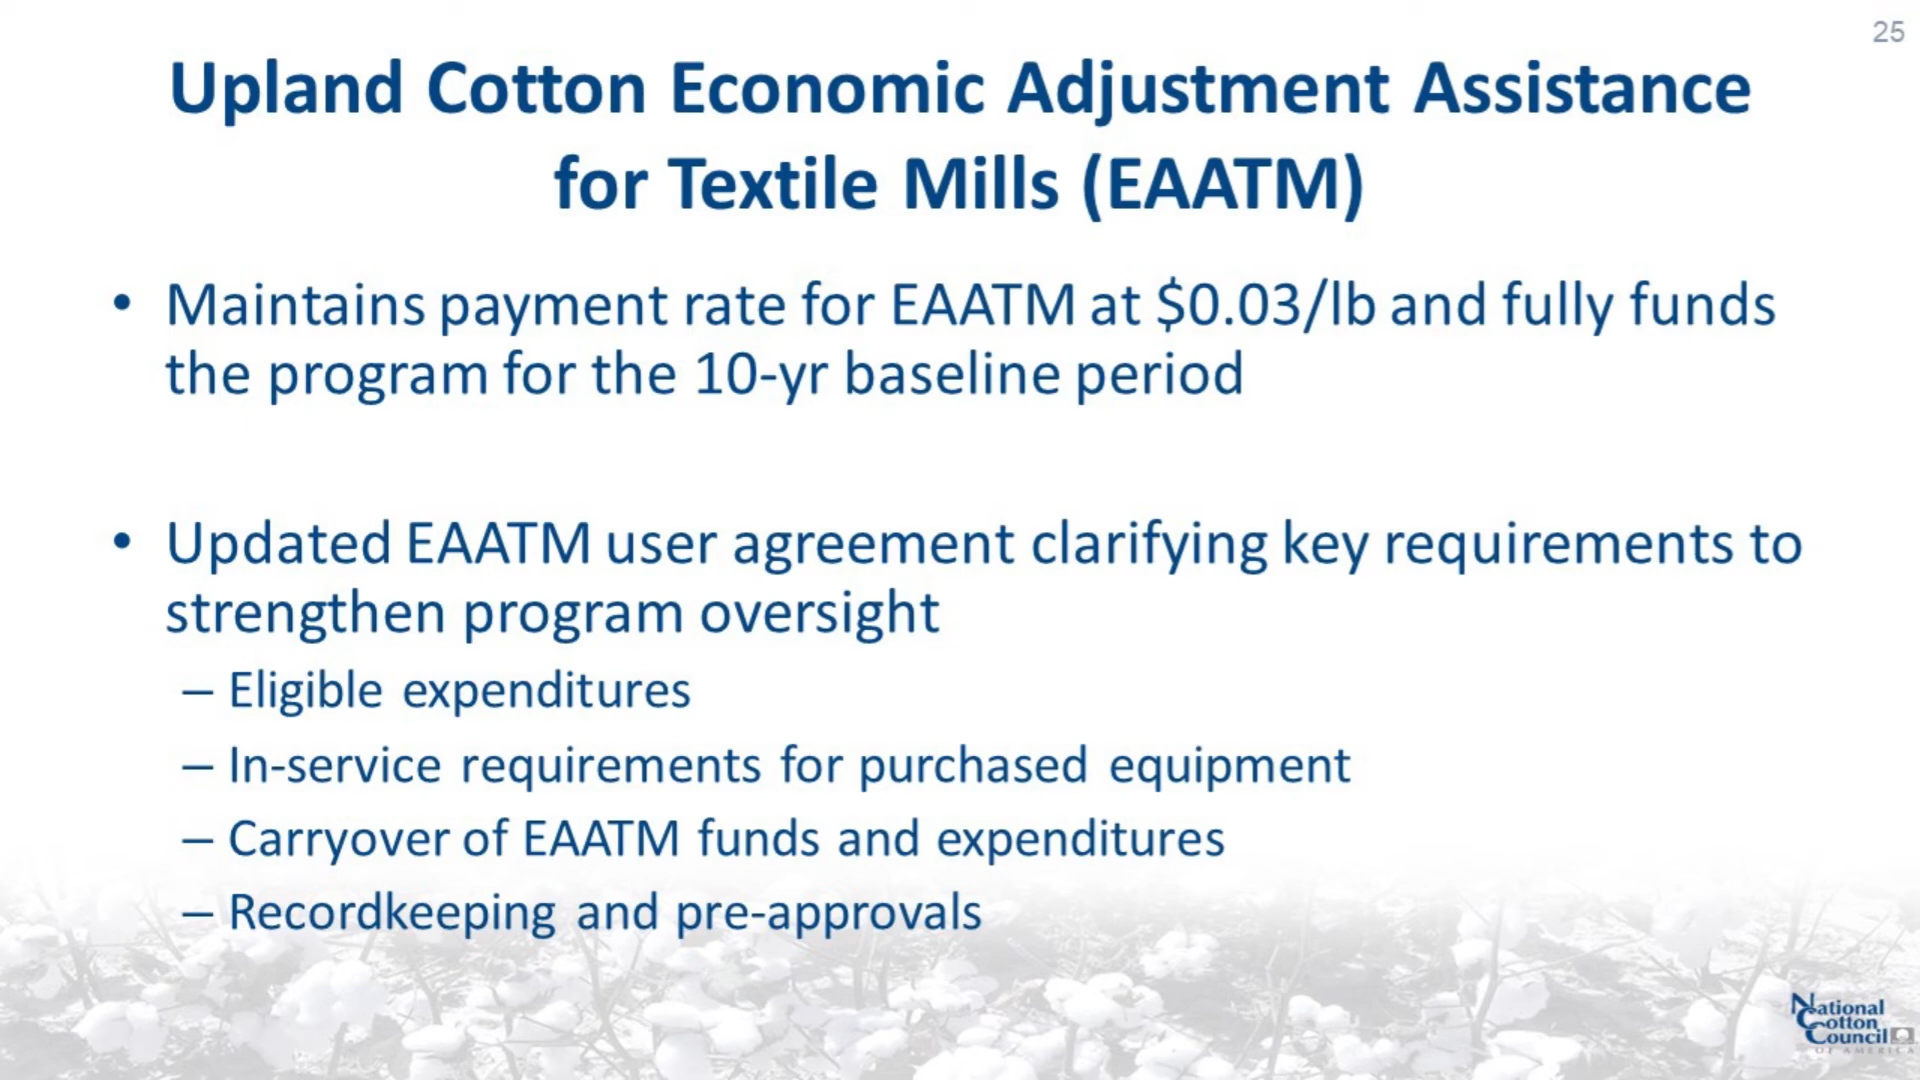 25
Upland Cotton Economic Adjustment Assistance
for Textile Mills (EAATM)
• Maintains payment rate for EAATM at $0.03/lb and fully funds
the program for the 10-yr baseline period
• Updated EAATM user agreement clarifying key requirements to
strengthen program oversight
– Eligible expenditures
– In-service requirements for purchased equipment
– Carryover of EAATM funds and expenditures
– Recordkeeping and pre-approvals
National
Cotton
Council
OF AMERICA